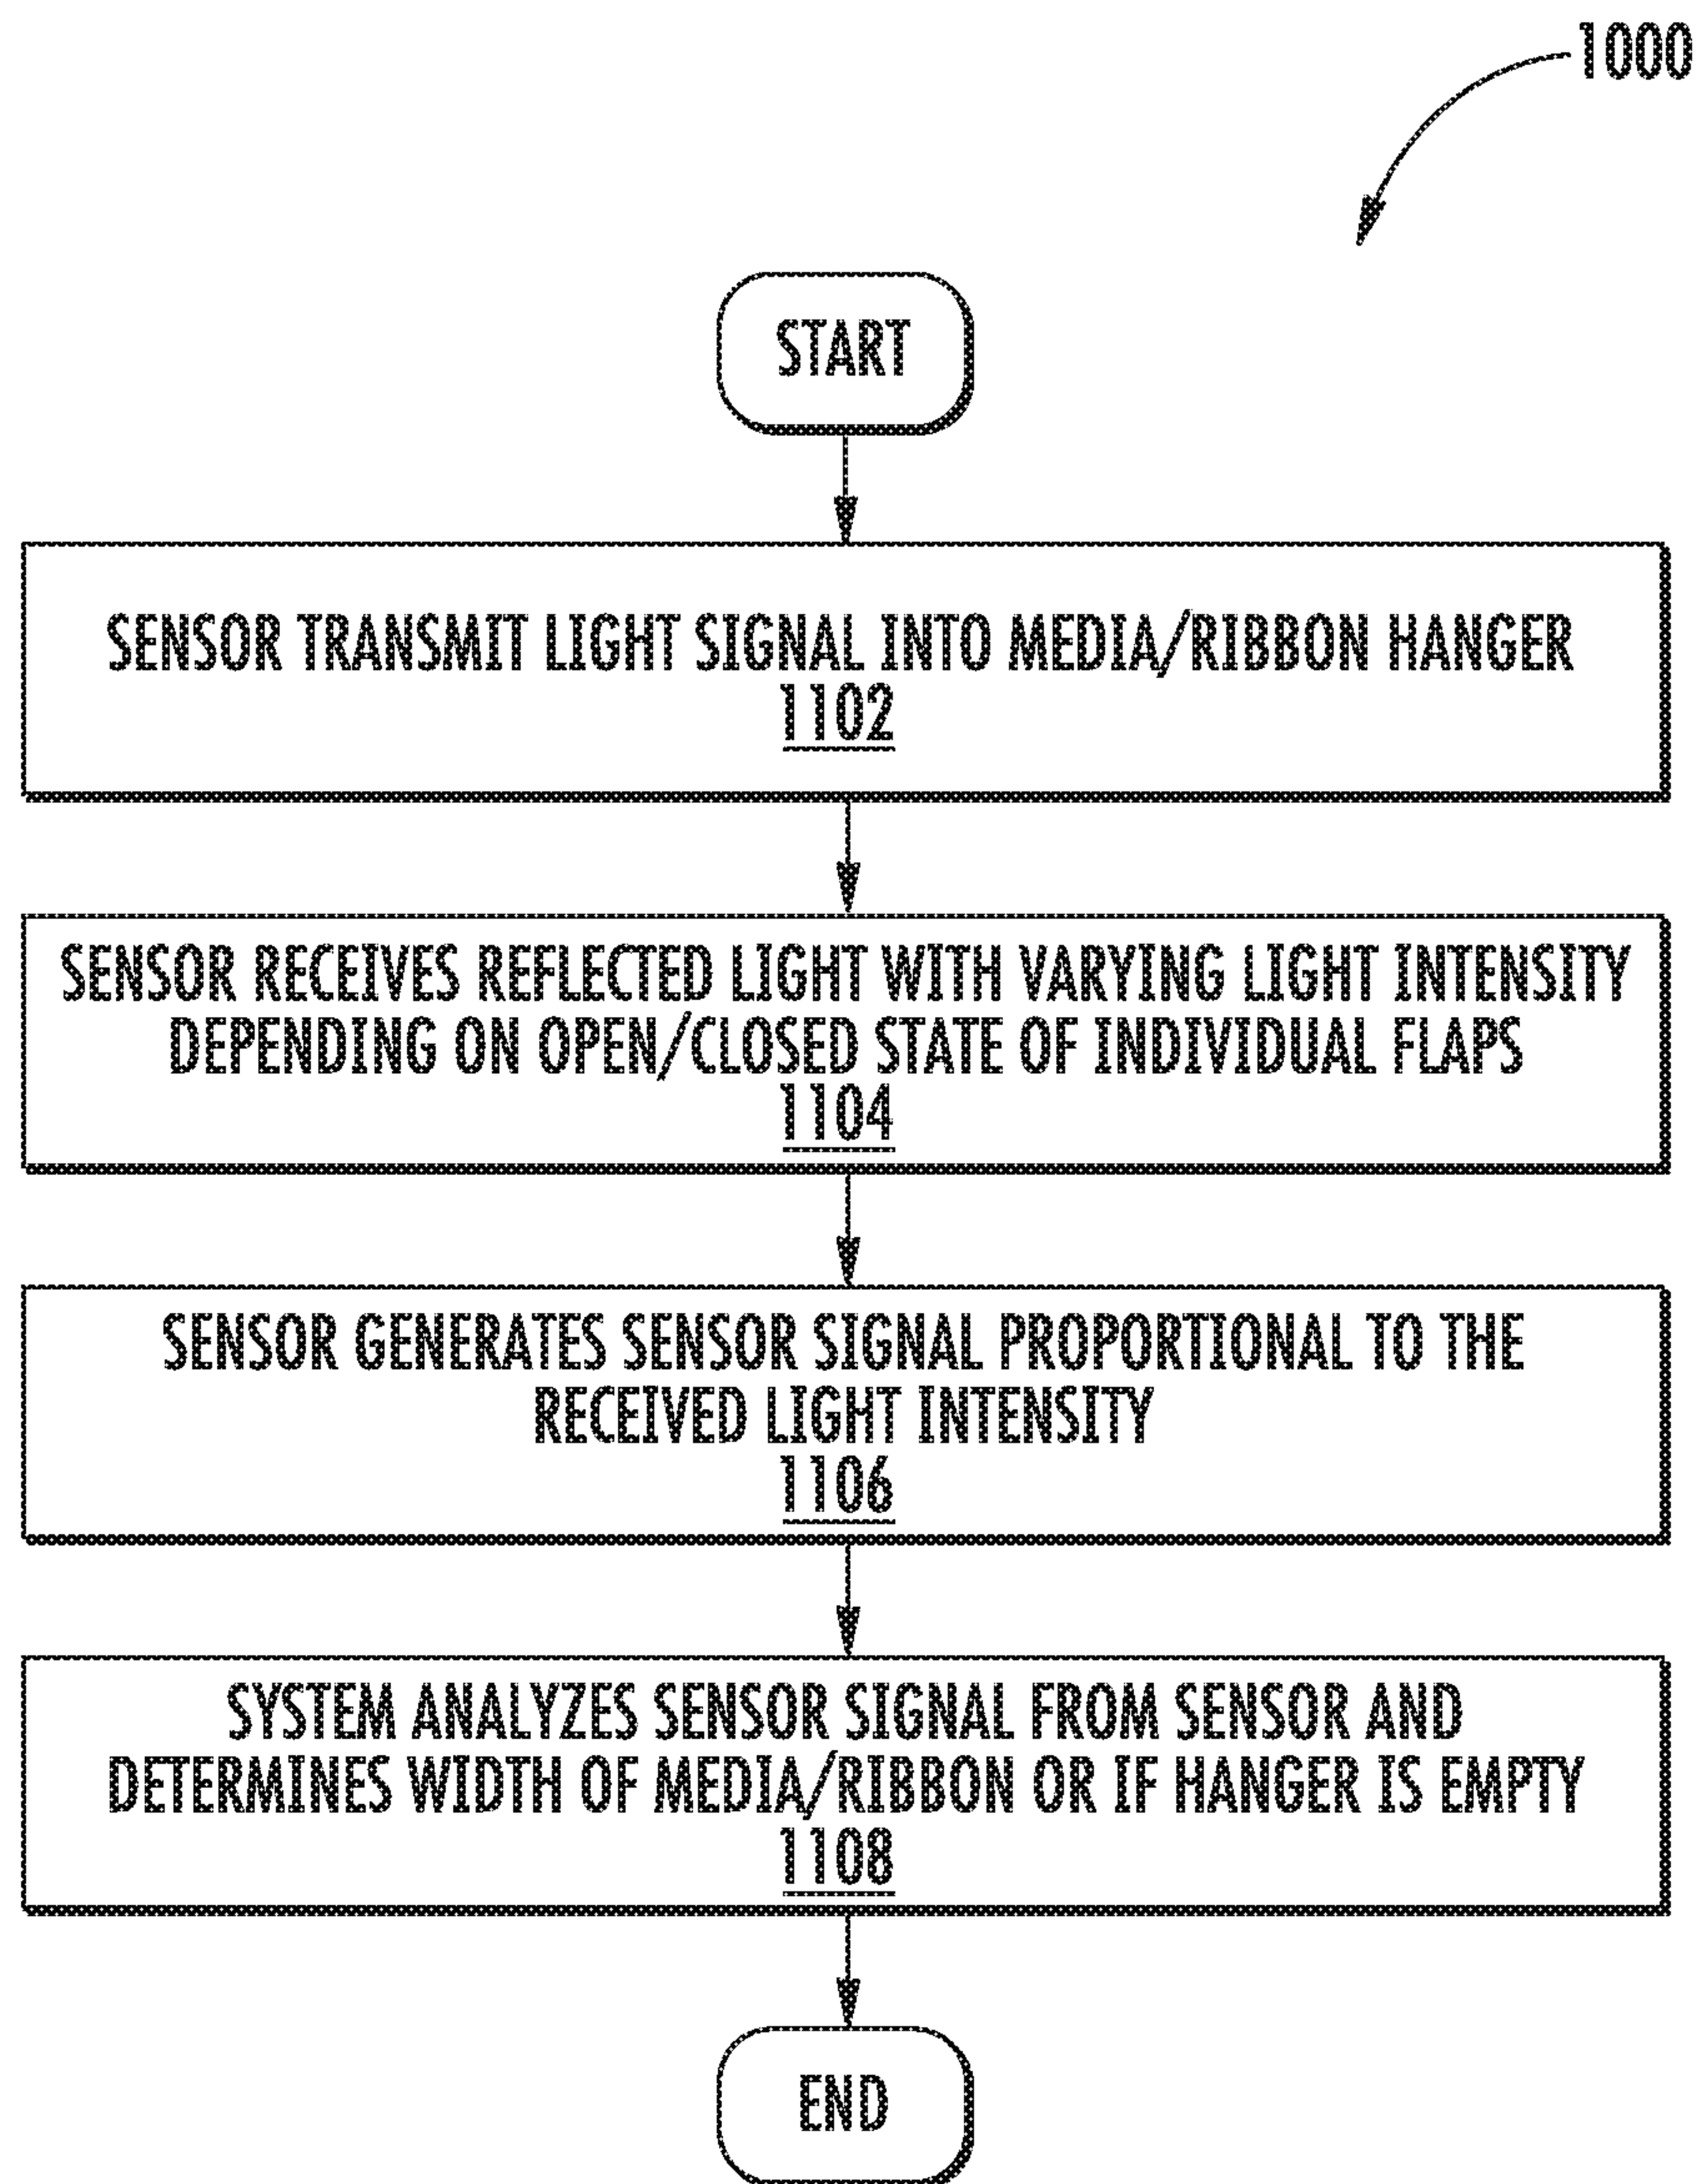 1000
START
SENSOR TRANSMIT LIGHT SIGNAL INTO MEDIA/RIBBON HANGER
1102
SENSOR RECEIVES REFLECTED LIGHT WITH VARYING LIGHT INTENSITY
DEPENDING ON OPEN/CLOSED STATE OF INDIVIDUAL FLAPS
1104
SENSOR GENERATES SENSOR SIGNAL PROPORTIONAL TO THE
RECEIVED LIGHT INTENSITY
1106
SYSTEM ANALYZES SENSOR SIGNAL FROM SENSOR AND
DETERMINES WIDTH OF MEDIA/RIBBON OR IF HANGER IS EMPTY
1108
END